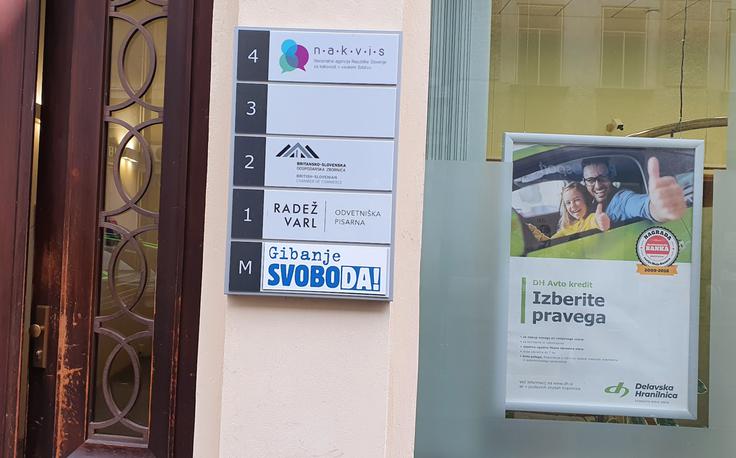 4
n·a·k·v·i·s
Nacionalna agencija Republike Slovenije
za kakovost v visokem šolstvu
3
2
BRITANSKO-SLOVENSKA
GOSPODARSKA ZBORNICA
BRITISH-SLOVENIAN
CHAMBER OF COMMERCE
1
RADEŽ
VARL
ODVETNIŠKA
PISARNA
M
Gibanje
SVOBODA!
NAGRADA
BANKA
2009-2016
DH Avto kredit
Izberite
pravega
Delavska
Hranilnica